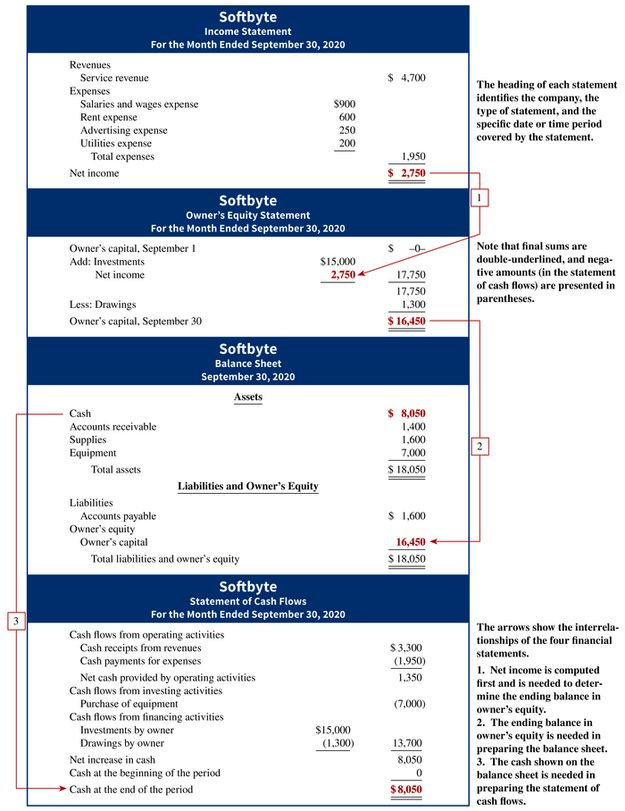 Softbyte
Income Statement
For the Month Ended September 30, 2020
Revenues
Service revenue $ 4,700
Expenses
Salaries and wages expense $900
Rent expense 600
Advertising expense 250
Utilities expense 200
Total expenses 1,950
Net income $ 2,750
The heading of each statement
identifies the company, the
type of statement, and the
specific date or time period
covered by the statement.
1
Softbyte
Owner's Equity Statement
For the Month Ended September 30, 2020
Owner's capital, September 1 $ –0–
Add: Investments $15,000
Net income 2,750 17,750
17,750
Less: Drawings 1,300
Owner's capital, September 30 $ 16,450
Note that final sums are
double-underlined, and nega-
tive amounts (in the statement
of cash flows) are presented in
parentheses.
Softbyte
Balance Sheet
September 30, 2020
Assets
Cash $ 8,050
Accounts receivable 1,400
Supplies 1,600
Equipment 7,000
Total assets $ 18,050
2
Liabilities and Owner's Equity
Liabilities
Accounts payable $ 1,600
Owner's equity
Owner's capital 16,450
Total liabilities and owner's equity $ 18,050
Softbyte
Statement of Cash Flows
For the Month Ended September 30, 2020
3
Cash flows from operating activities
Cash receipts from revenues $ 3,300
Cash payments for expenses (1,950)
Net cash provided by operating activities 1,350
Cash flows from investing activities
Purchase of equipment (7,000)
Cash flows from financing activities
Investments by owner $15,000
Drawings by owner (1,300) 13,700
Net increase in cash 8,050
Cash at the beginning of the period 0
Cash at the end of the period $ 8,050
The arrows show the interrela-
tionships of the four financial
statements.
1. Net income is computed
first and is needed to deter-
mine the ending balance in
owner's equity.
2. The ending balance in
owner's equity is needed in
preparing the balance sheet.
3. The cash shown on the
balance sheet is needed in
preparing the statement of
cash flows.